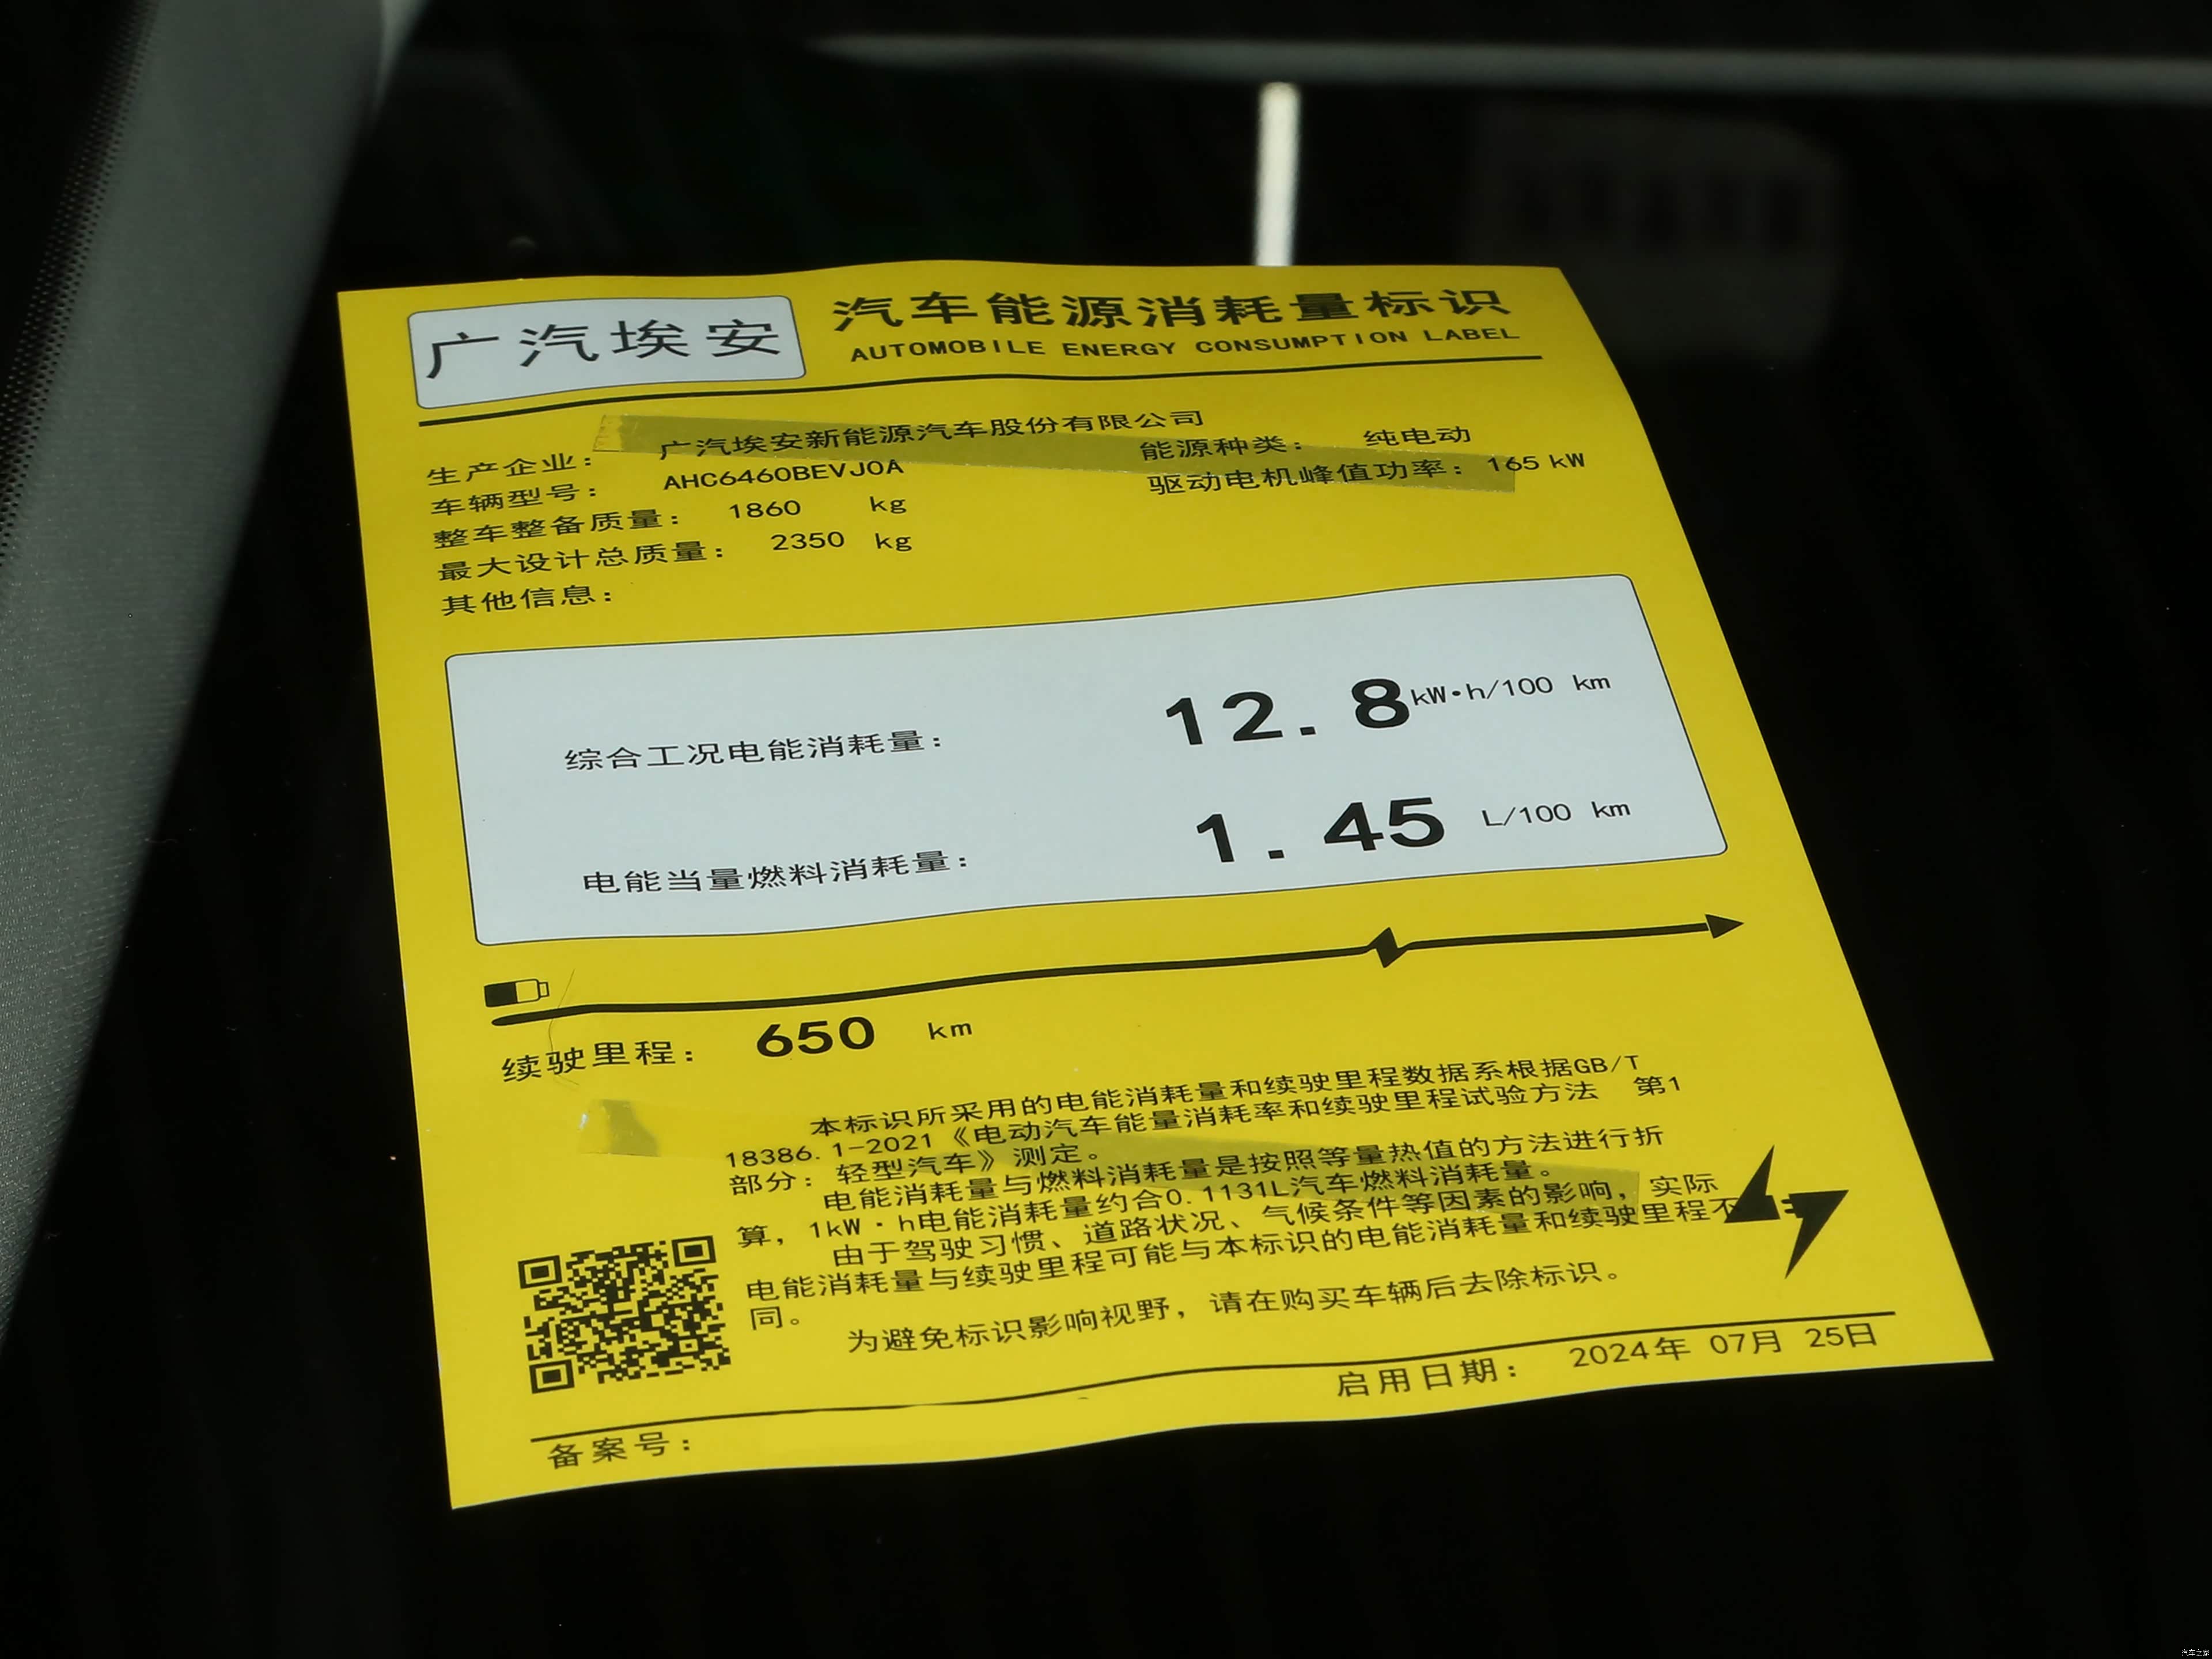 广汽埃安
汽车能源消耗量标识
AUTOMOBILE ENERGY CONSUMPTION LABEL
生产企业： 广汽埃安新能源汽车股份有限公司
能源种类： 纯电动
车辆型号： AHC6460BEVJ0A
驱动电机峰值功率：165 kW
整车整备质量： 1860 kg
最大设计总质量： 2350 kg
其他信息：
综合工况电能消耗量： 12.8 kW·h/100 km
电能当量燃料消耗量： 1.45 L/100 km
续驶里程： 650 km
本标识所采用的电能消耗量和续驶里程数据系根据GB/T
18386.1-2021《电动汽车能量消耗率和续驶里程试验方法 第1
部分：轻型汽车》测定。
电能消耗量与燃料消耗量是按照等量热值的方法进行折
算，1kW·h电能消耗量约合0.1131L汽车燃料消耗量。
由于驾驶习惯、道路状况、气候条件等因素的影响，实际
电能消耗量与续驶里程可能与本标识的电能消耗量和续驶里程不
同。
为避免标识影响视野，请在购买车辆后去除标识。
启用日期： 2024年 07月 25日
备案号：
汽车之家